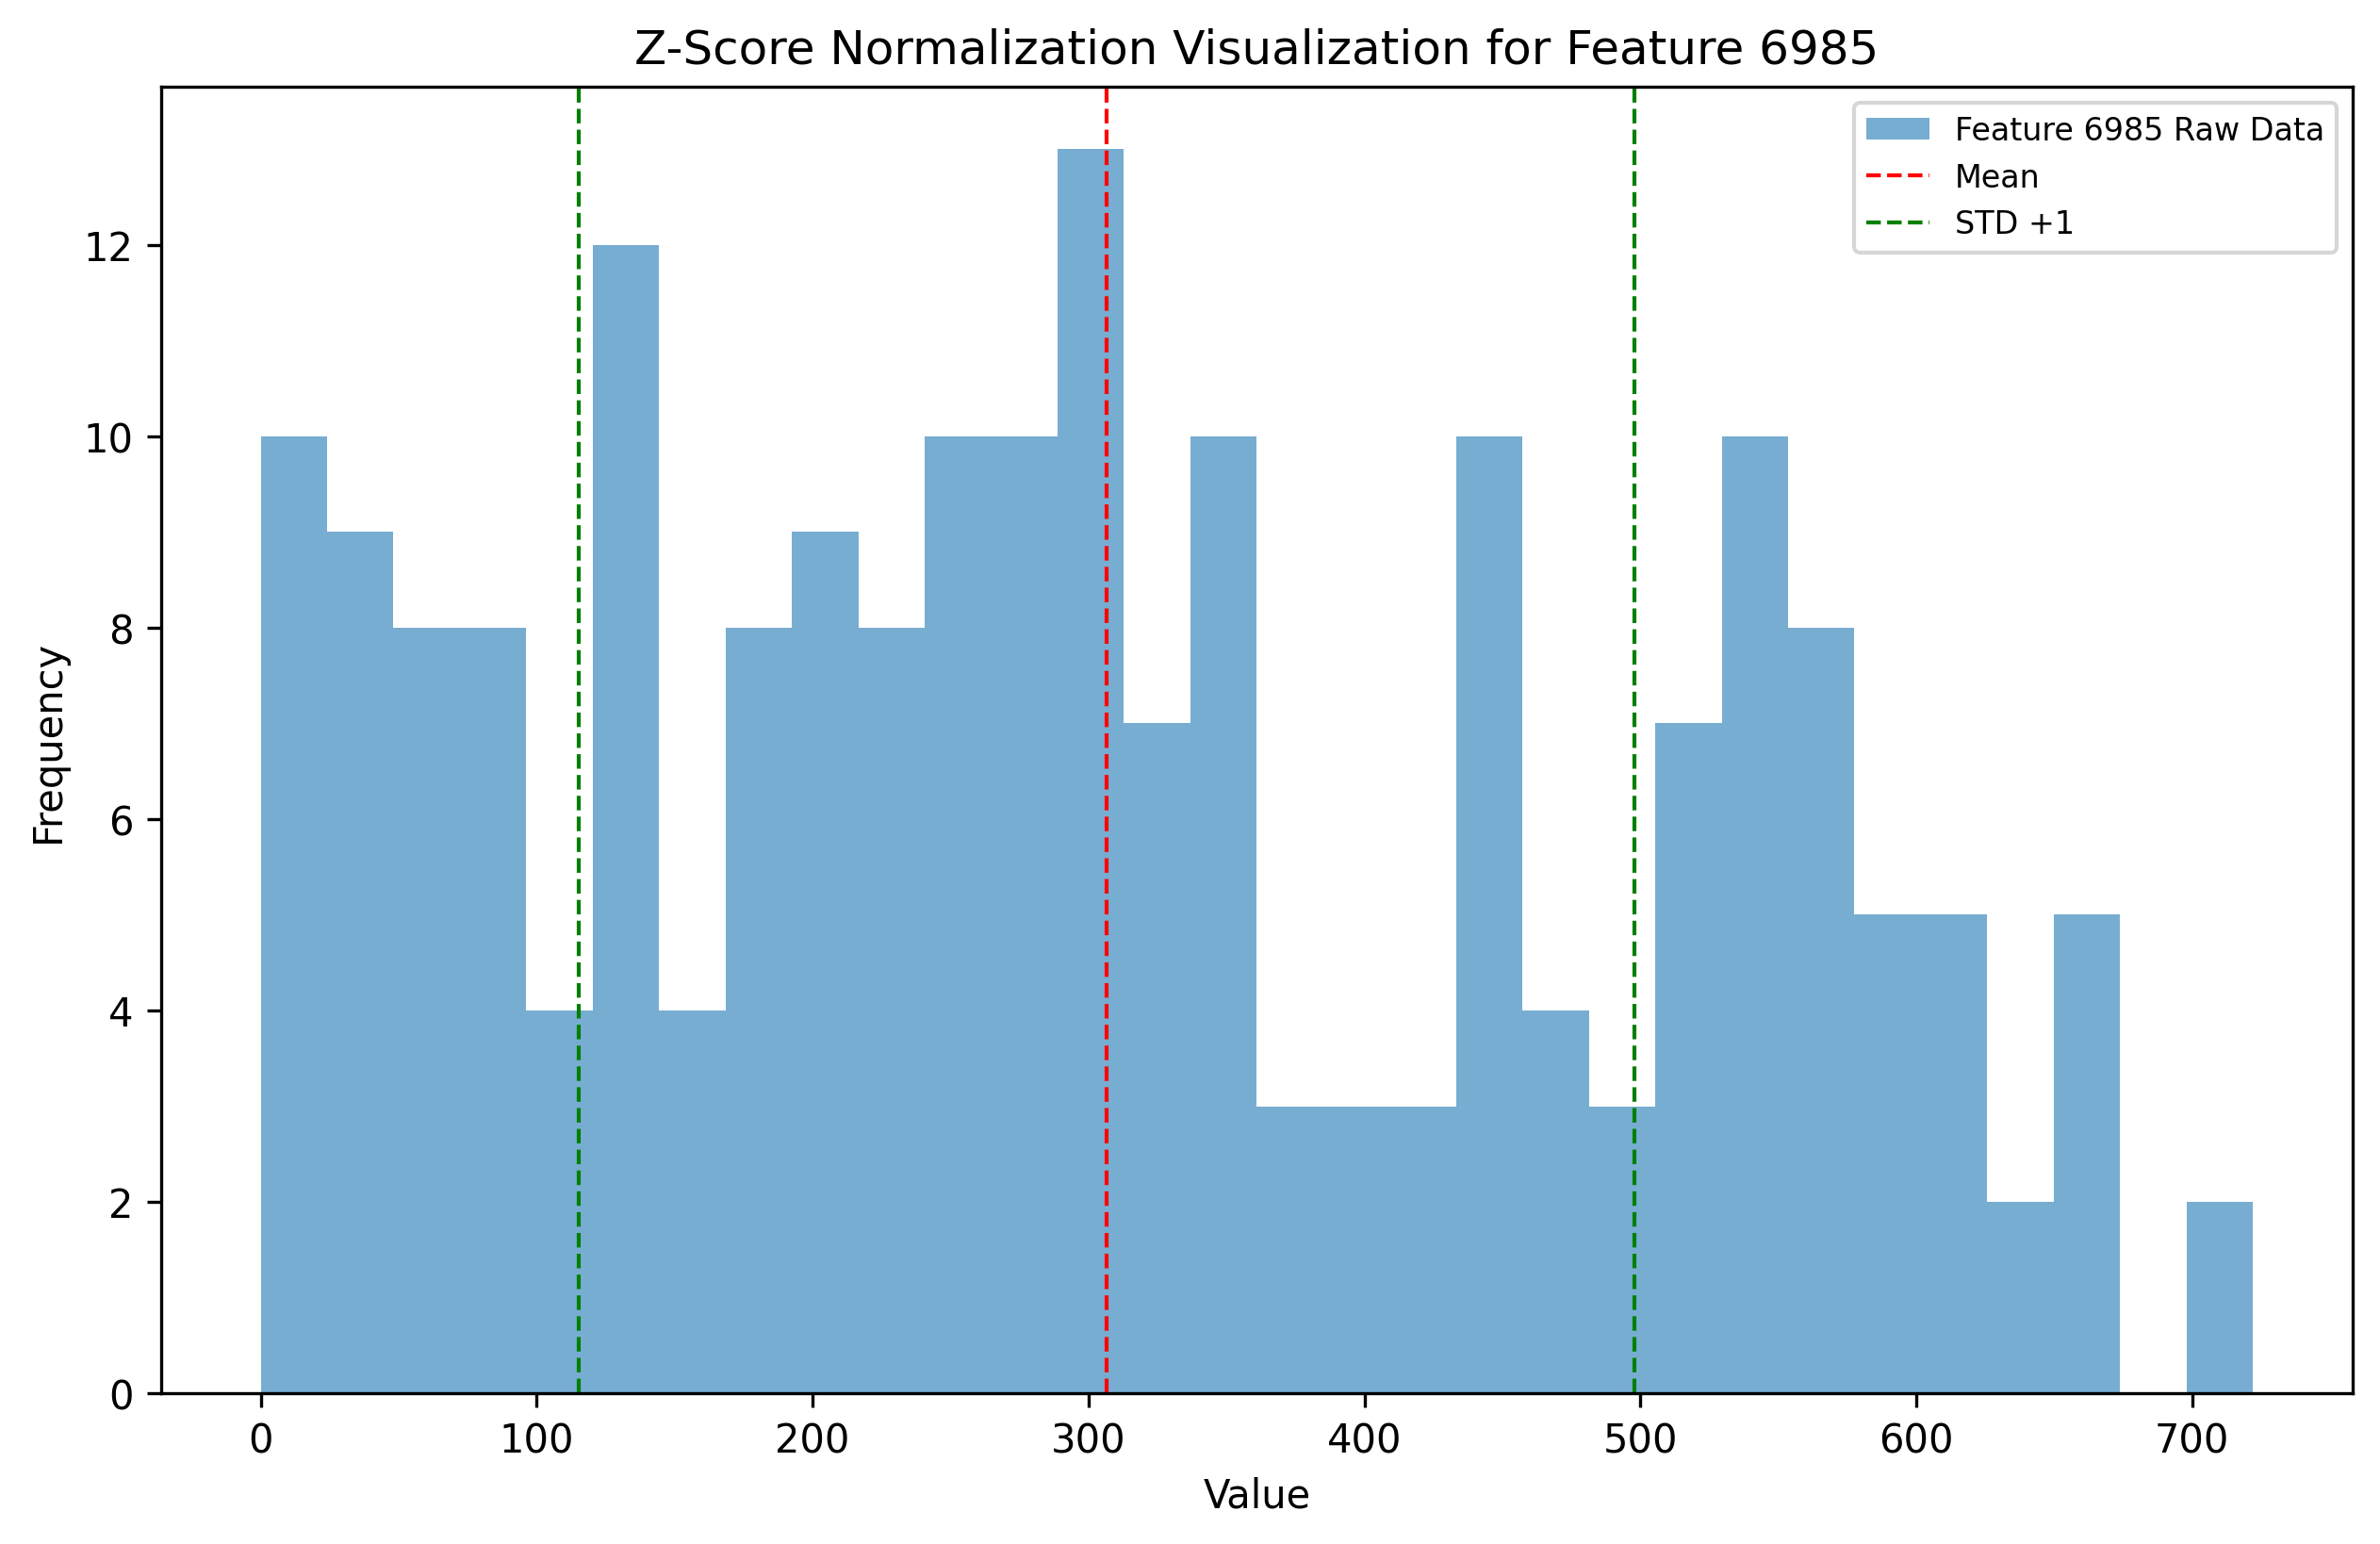 Z-Score Normalization Visualization for Feature 6985
Feature 6985 Raw Data
Mean
STD +1
12
10
8
6
4
2
0
Frequency
0 100 200 300 400 500 600 700
Value